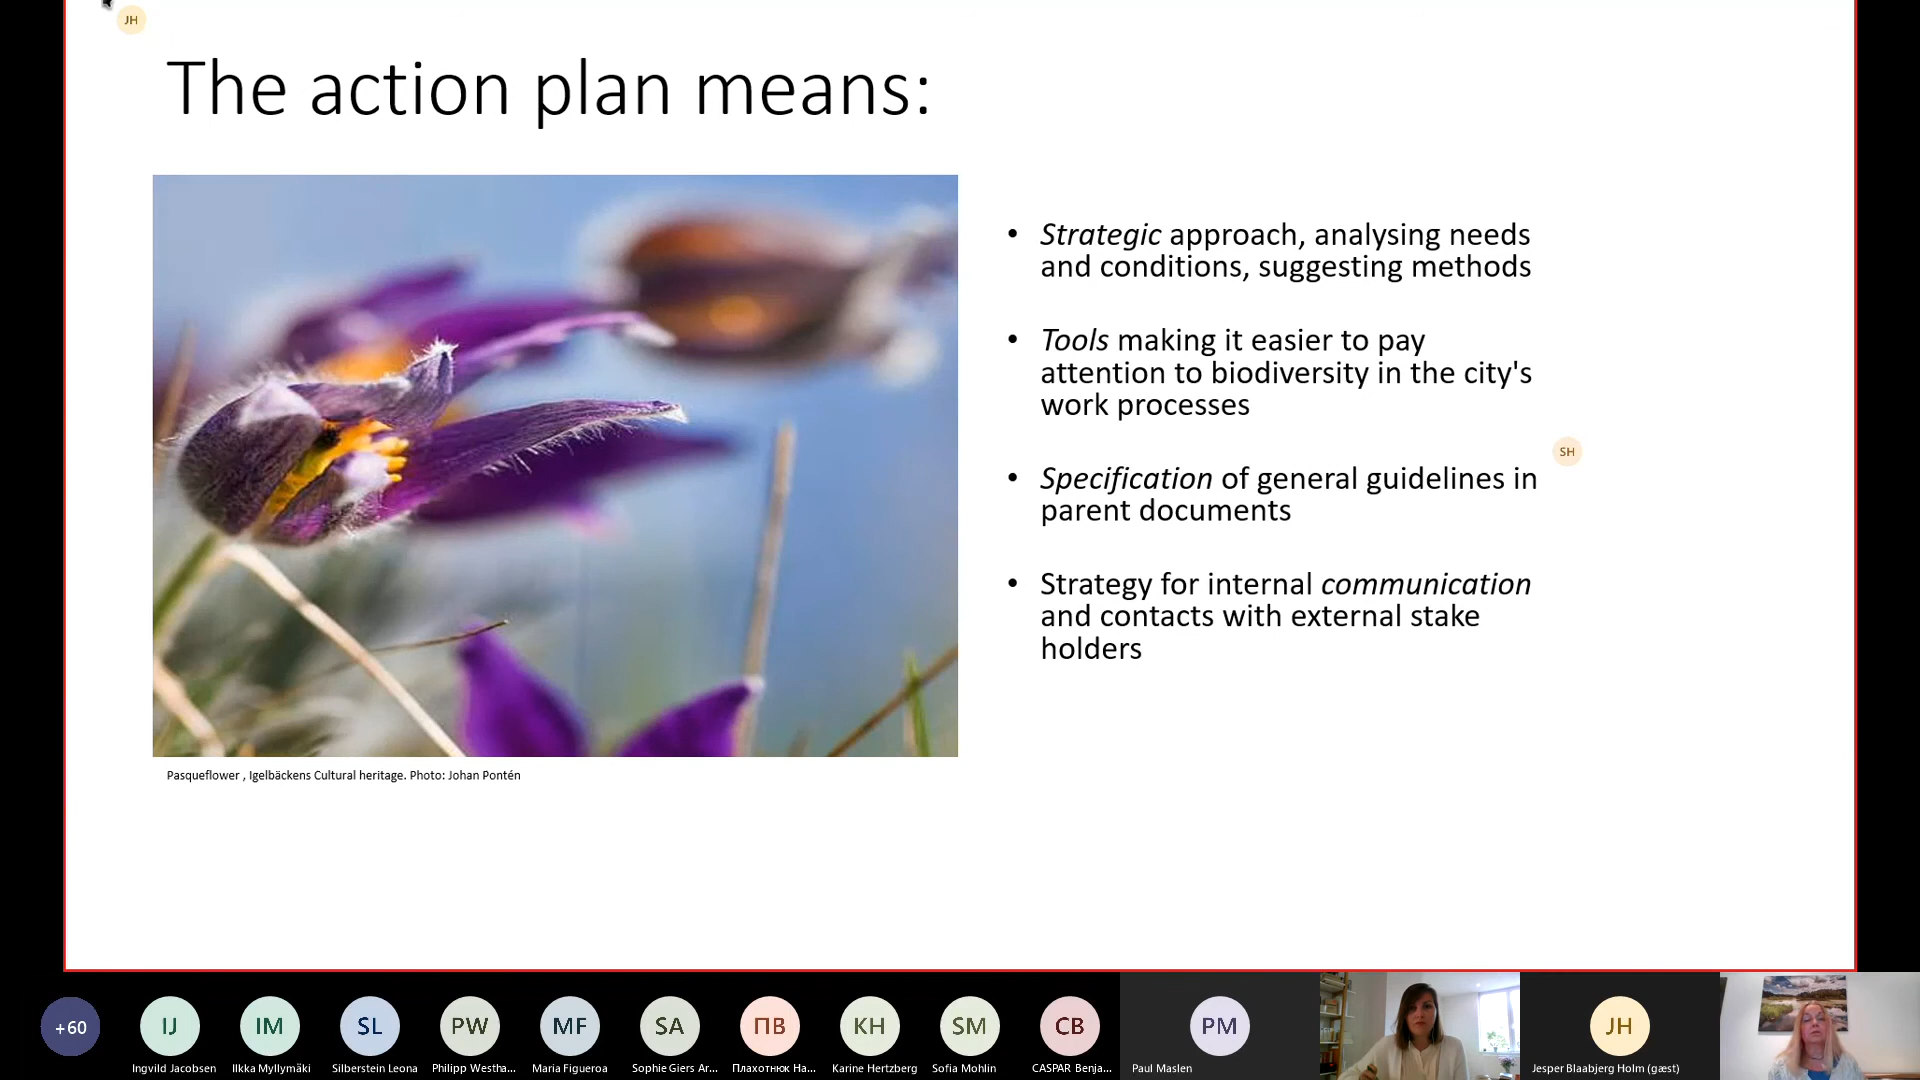 JH
The action plan means:
• Strategic approach, analysing needs
and conditions, suggesting methods
• Tools making it easier to pay
attention to biodiversity in the city's
work processes
SH
• Specification of general guidelines in
parent documents
• Strategy for internal communication
and contacts with external stake
holders
Pasqueflower , Igelbäckens Cultural heritage. Photo: Johan Pontén
+60
IJ
IM
SL
PW
MF
SA
ПВ
KH
SM
CB
PM
JH
Ingvild Jacobsen
Ilkka Myllymäki
Silberstein Leona
Philipp Westha...
Maria Figueroa
Sophie Giers Ar...
Плахотнюк На...
Karine Hertzberg
Sofia Mohlin
CASPAR Benja...
Paul Maslen
Jesper Blaabjerg Holm (gæst)